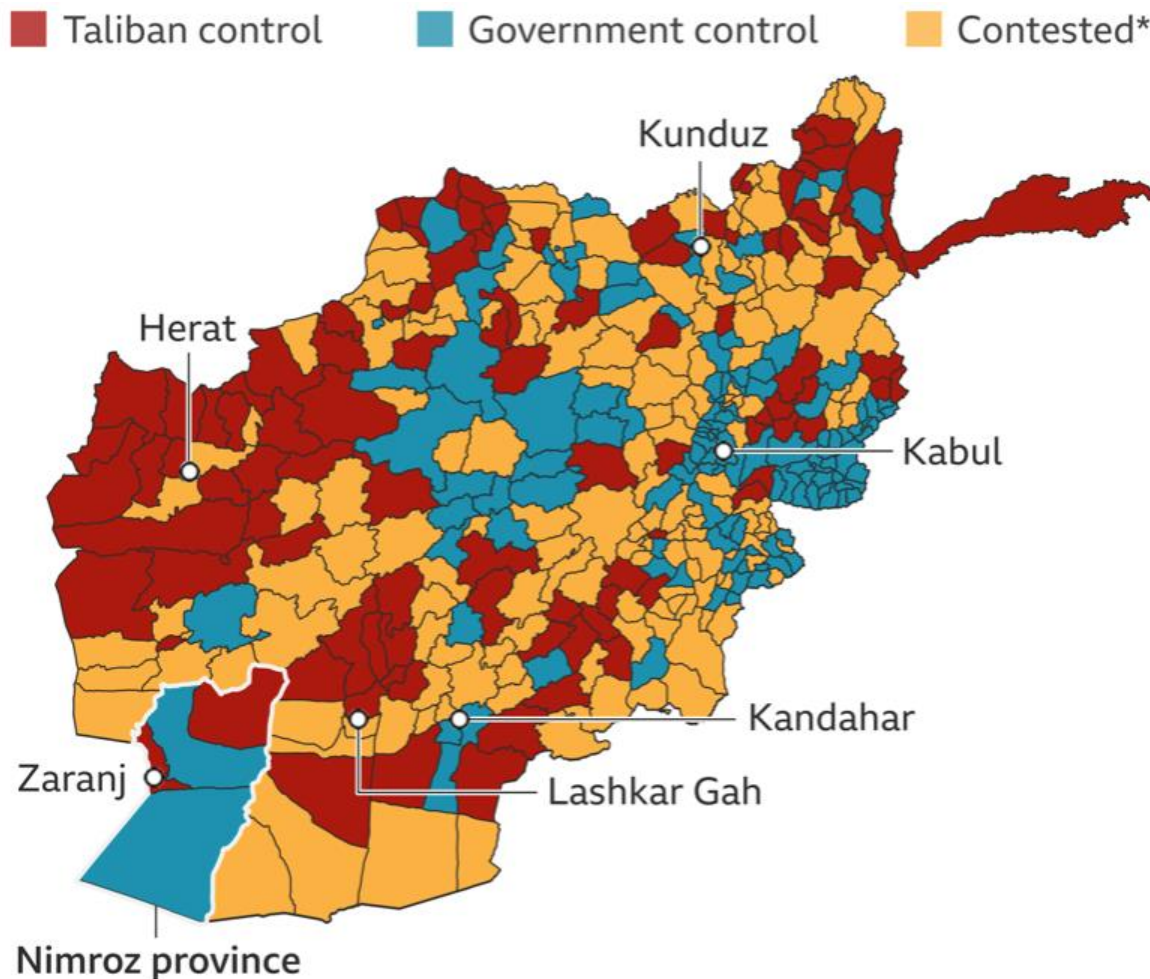 Taliban control
Government control
Contested*
Kunduz
Herat
Kabul
Kandahar
Zaranj
Lashkar Gah
Nimroz province